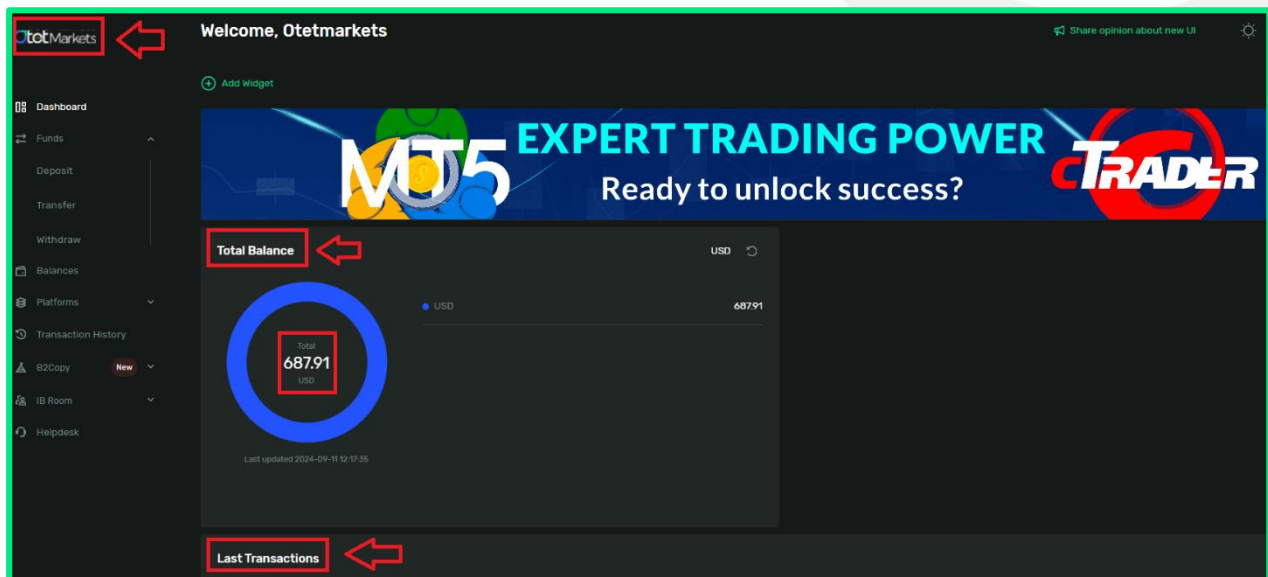 OtetMarkets
Welcome, Otetmarkets
Share opinion about new UI
Add Widget
Dashboard
Funds
Deposit
Transfer
Withdraw
Balances
Platforms
Transaction History
B2Copy New
IB Room
Helpdesk
MT5
EXPERT TRADING POWER
Ready to unlock success?
cTRADER
Total Balance
USD
Total
687.91
USD
USD 687.91
Last updated 2024-09-11 12:17:35
Last Transactions